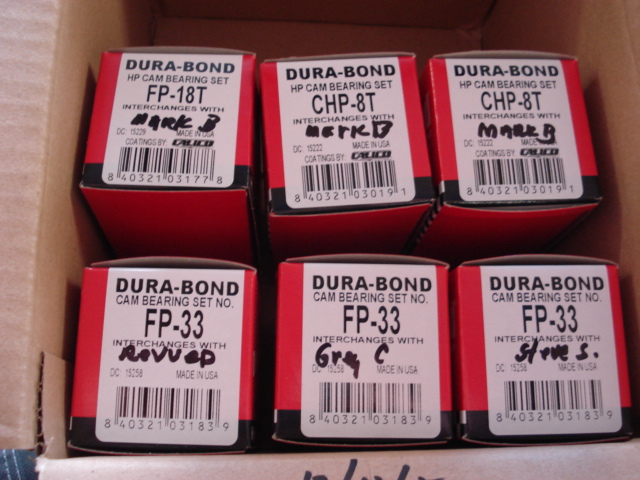 DURA-BOND
HP CAM BEARING SET
FP-18T
INTERCHANGES WITH
MARK B
DC: 15229 MADE IN USA
COATINGS BY: CALICO
8 40321 03177 8
DURA-BOND
HP CAM BEARING SET
CHP-8T
INTERCHANGES WITH
MARK B
DC: 15222 MADE IN USA
COATINGS BY: CALICO
8 40321 03019 1
DURA-BOND
HP CAM BEARING SET
CHP-8T
INTERCHANGES WITH
MARK B
DC: 15222 MADE IN USA
COATINGS BY: CALICO
8 40321 03019 1
DURA-BOND
CAM BEARING SET NO.
FP-33
INTERCHANGES WITH
Revved
DC: 15258 MADE IN USA
8 40321 03183 9
DURA-BOND
CAM BEARING SET NO.
FP-33
INTERCHANGES WITH
Greg C
DC: 15258 MADE IN USA
8 40321 03183 9
DURA-BOND
CAM BEARING SET NO.
FP-33
INTERCHANGES WITH
Steve S.
DC: 15258 MADE IN USA
8 40321 03183 9